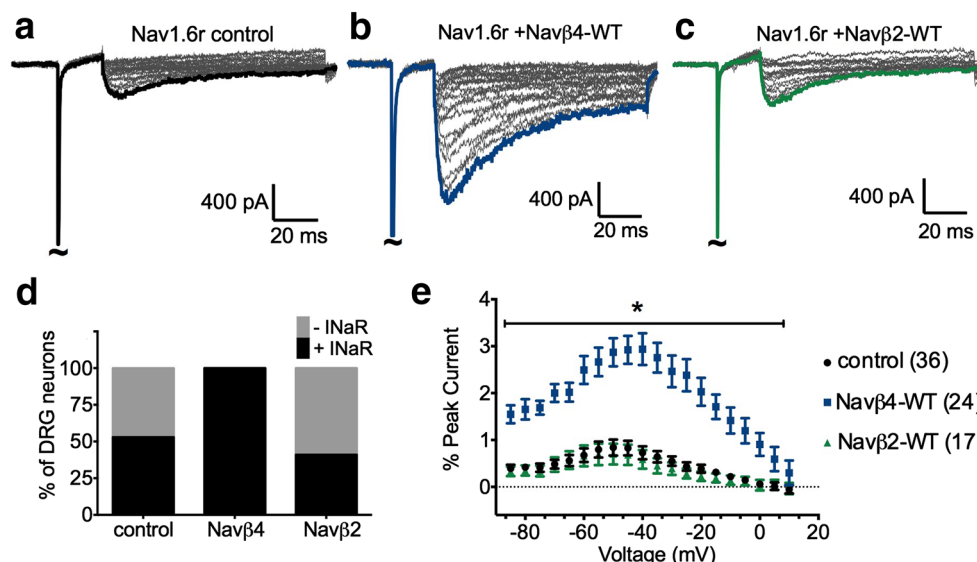 a
Nav1.6r control
400 pA
20 ms
~
b
Nav1.6r +Navβ4-WT
400 pA
20 ms
~
c
Nav1.6r +Navβ2-WT
400 pA
20 ms
~
d
- INaR
+ INaR
% of DRG neurons
100
75
50
25
0
control
Navβ4
Navβ2
e
*
% Peak Current
4
3
2
1
0
-80
-60
-40
-20
0
20
Voltage (mV)
control (36)
Navβ4-WT (24)
Navβ2-WT (17